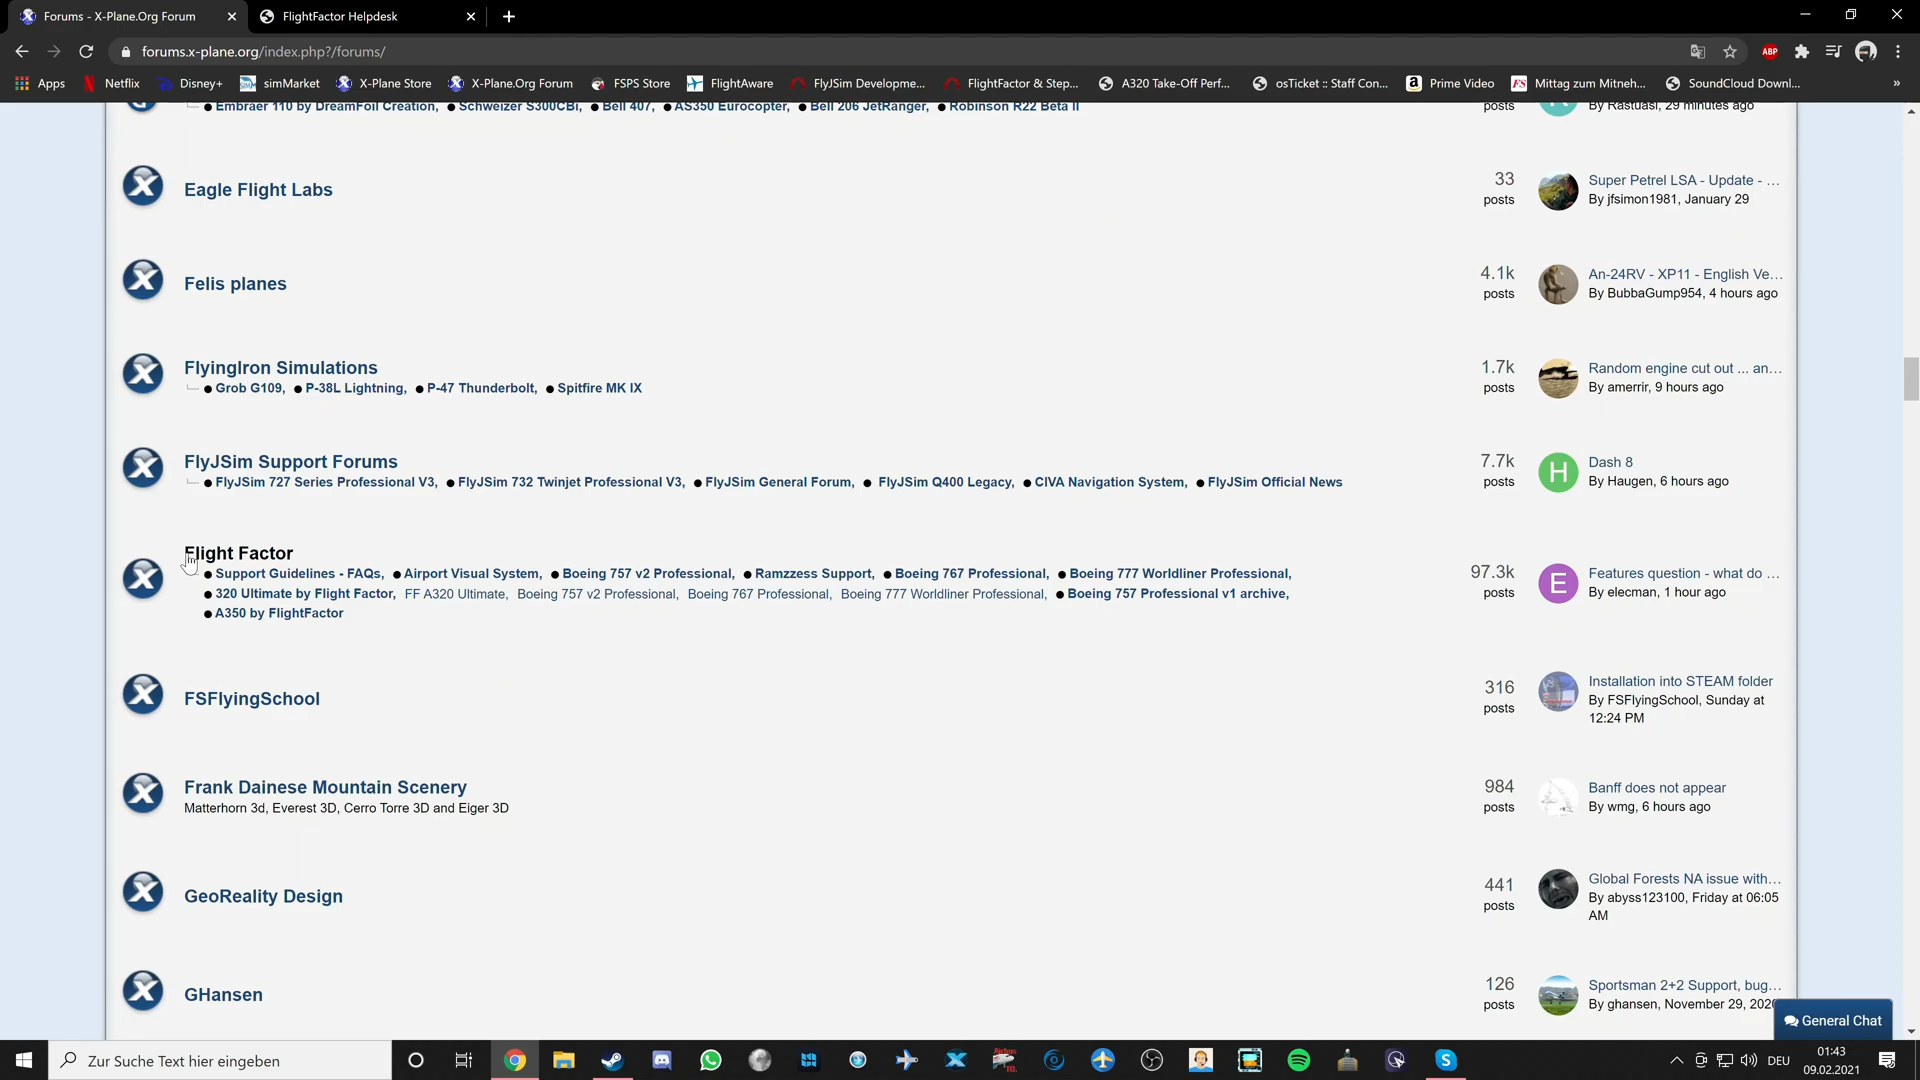 Forums - X-Plane.Org Forum
FlightFactor Helpdesk
forums.x-plane.org/index.php?/forums/
ABP
Apps
Netflix
Disney+
simMarket
X-Plane Store
X-Plane.Org Forum
FSPS Store
FlightAware
FlyJSim Developme...
FlightFactor & Step...
A320 Take-Off Perf...
osTicket :: Staff Con...
Prime Video
Mittag zum Mitneh...
SoundCloud Downl...
»
Embraer 110 by DreamFoil Creation, Schweizer S300CBi, Bell 407, AS350 Eurocopter, Bell 206 JetRanger, Robinson R22 Beta II
posts
By Rastuasi, 29 minutes ago
Eagle Flight Labs
33
posts
Super Petrel LSA - Update - ...
By jfsimon1981, January 29
Felis planes
4.1k
posts
An-24RV - XP11 - English Ve...
By BubbaGump954, 4 hours ago
FlyingIron Simulations
Grob G109, P-38L Lightning, P-47 Thunderbolt, Spitfire MK IX
1.7k
posts
Random engine cut out ... an...
By amerrir, 9 hours ago
FlyJSim Support Forums
FlyJSim 727 Series Professional V3, FlyJSim 732 Twinjet Professional V3, FlyJSim General Forum, FlyJSim Q400 Legacy, CIVA Navigation System, FlyJSim Official News
7.7k
posts
H
Dash 8
By Haugen, 6 hours ago
Flight Factor
Support Guidelines - FAQs, Airport Visual System, Boeing 757 v2 Professional, Ramzzess Support, Boeing 767 Professional, Boeing 777 Worldliner Professional,
320 Ultimate by Flight Factor, FF A320 Ultimate, Boeing 757 v2 Professional, Boeing 767 Professional, Boeing 777 Worldliner Professional, Boeing 757 Professional v1 archive,
A350 by FlightFactor
97.3k
posts
E
Features question - what do ...
By elecman, 1 hour ago
FSFlyingSchool
316
posts
Installation into STEAM folder
By FSFlyingSchool, Sunday at
12:24 PM
Frank Dainese Mountain Scenery
Matterhorn 3d, Everest 3D, Cerro Torre 3D and Eiger 3D
984
posts
Banff does not appear
By wmg, 6 hours ago
GeoReality Design
441
posts
Global Forests NA issue with...
By abyss123100, Friday at 06:05
AM
GHansen
126
posts
Sportsman 2+2 Support, bug...
By ghansen, November 29, 2020
General Chat
Zur Suche Text hier eingeben
DEU
01:43
09.02.2021